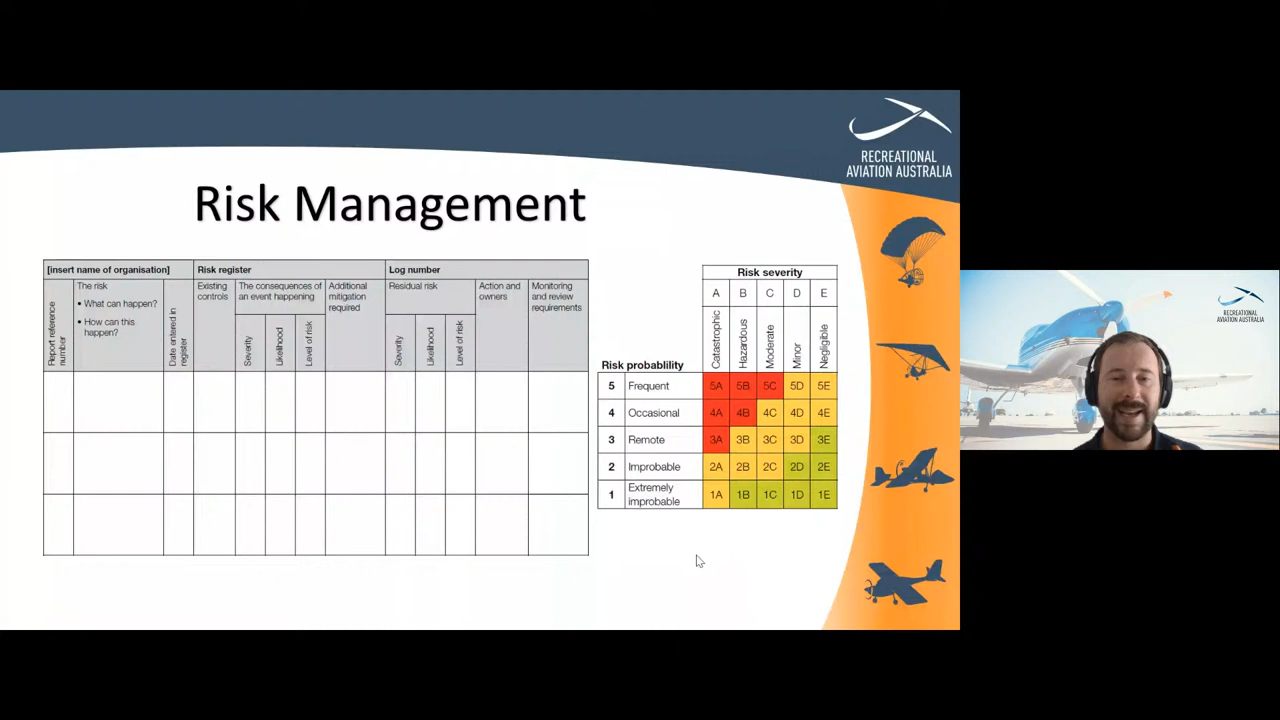 RECREATIONAL
AVIATION AUSTRALIA
Risk Management
[insert name of organisation]
Risk register
Log number
Report reference
number
The risk
• What can happen?
• How can this
happen?
Date entered in
register
Existing
controls
The consequences of
an event happening
Severity
Likelihood
Level of risk
Additional
mitigation
required
Residual risk
Severity
Likelihood
Level of risk
Action and
owners
Monitoring
and review
requirements
Risk severity
A B C D E
Catastrophic
Hazardous
Moderate
Minor
Negligible
Risk probablility
5 Frequent 5A 5B 5C 5D 5E
4 Occasional 4A 4B 4C 4D 4E
3 Remote 3A 3B 3C 3D 3E
2 Improbable 2A 2B 2C 2D 2E
1 Extremely
improbable 1A 1B 1C 1D 1E
RECREATIONAL
AVIATION AUSTRALIA